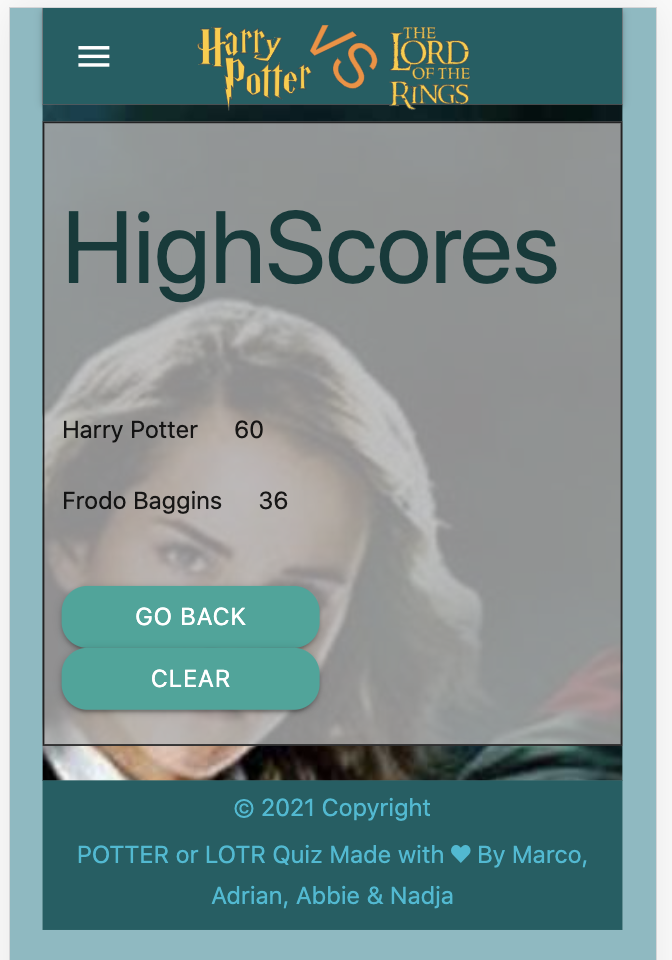 Harry Potter VS THE LORD OF THE RINGS
HighScores
Harry Potter 60
Frodo Baggins 36
GO BACK
CLEAR
© 2021 Copyright
POTTER or LOTR Quiz Made with ♥ By Marco,
Adrian, Abbie & Nadja